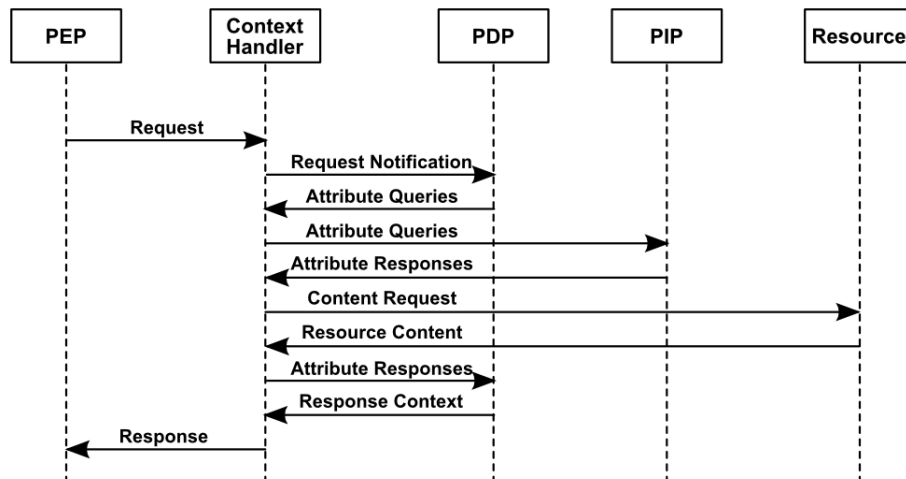 PEP
Context
Handler
PDP
PIP
Resource
Request
Request Notification
Attribute Queries
Attribute Queries
Attribute Responses
Content Request
Resource Content
Attribute Responses
Response Context
Response